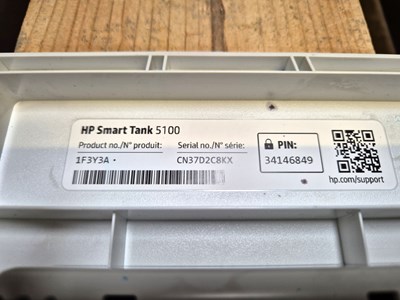 HP Smart Tank 5100
Product no./N° produit: Serial no./N° série: PIN:
1F3Y3A - CN37D2C8KX 34146849
hp.com/support